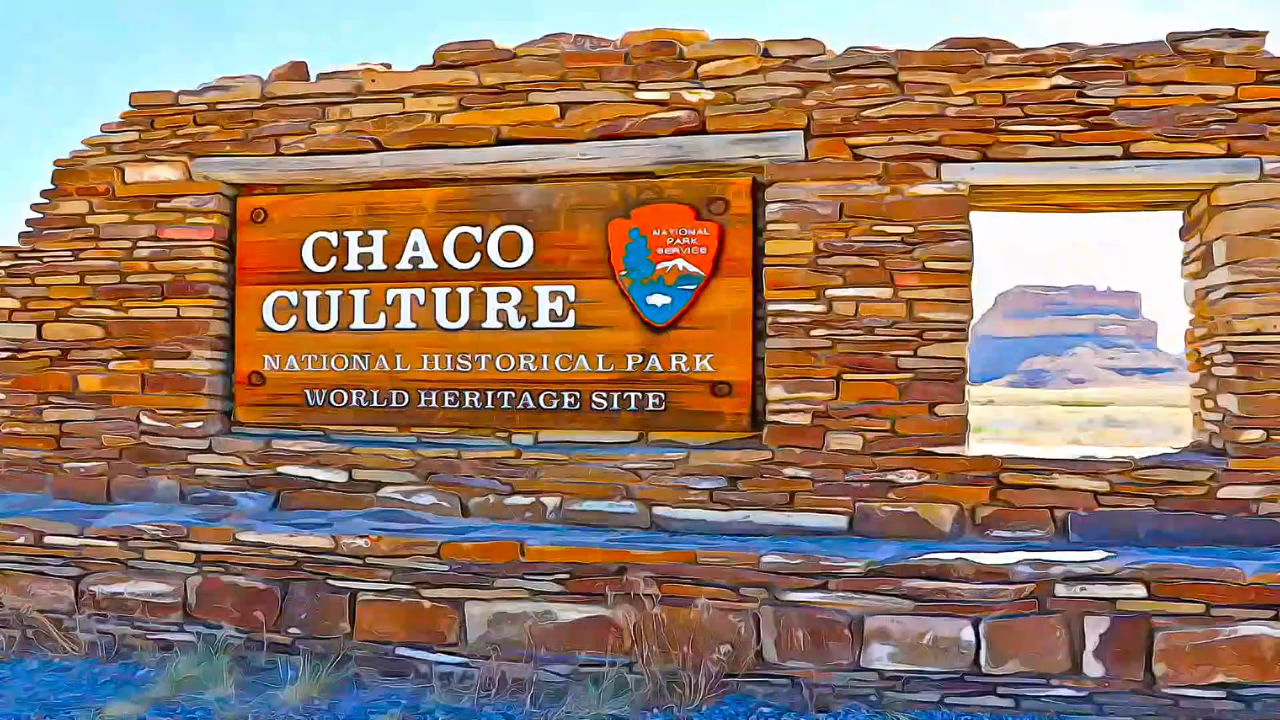 CHACO
CULTURE
NATIONAL
PARK
SERVICE
NATIONAL HISTORICAL PARK
WORLD HERITAGE SITE